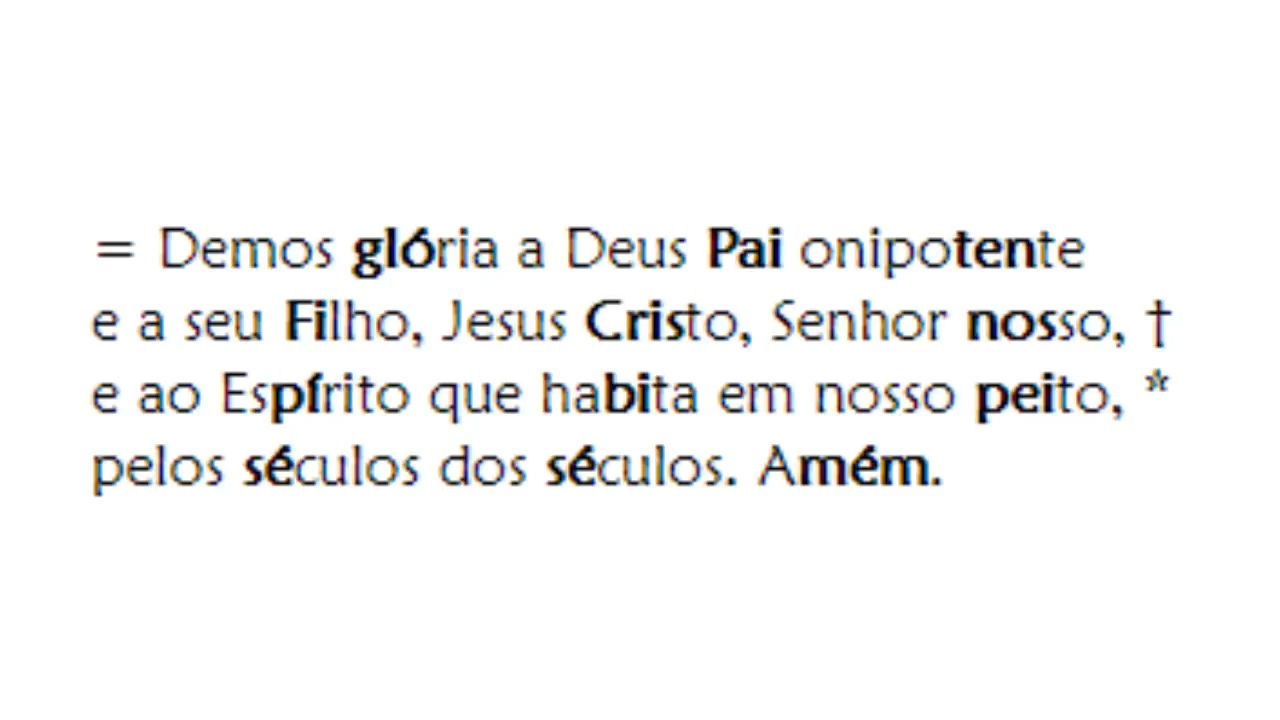 = Demos glória a Deus Pai onipotente
e a seu Filho, Jesus Cristo, Senhor nosso, †
e ao Espírito que habita em nosso peito, *
pelos séculos dos séculos. Amém.